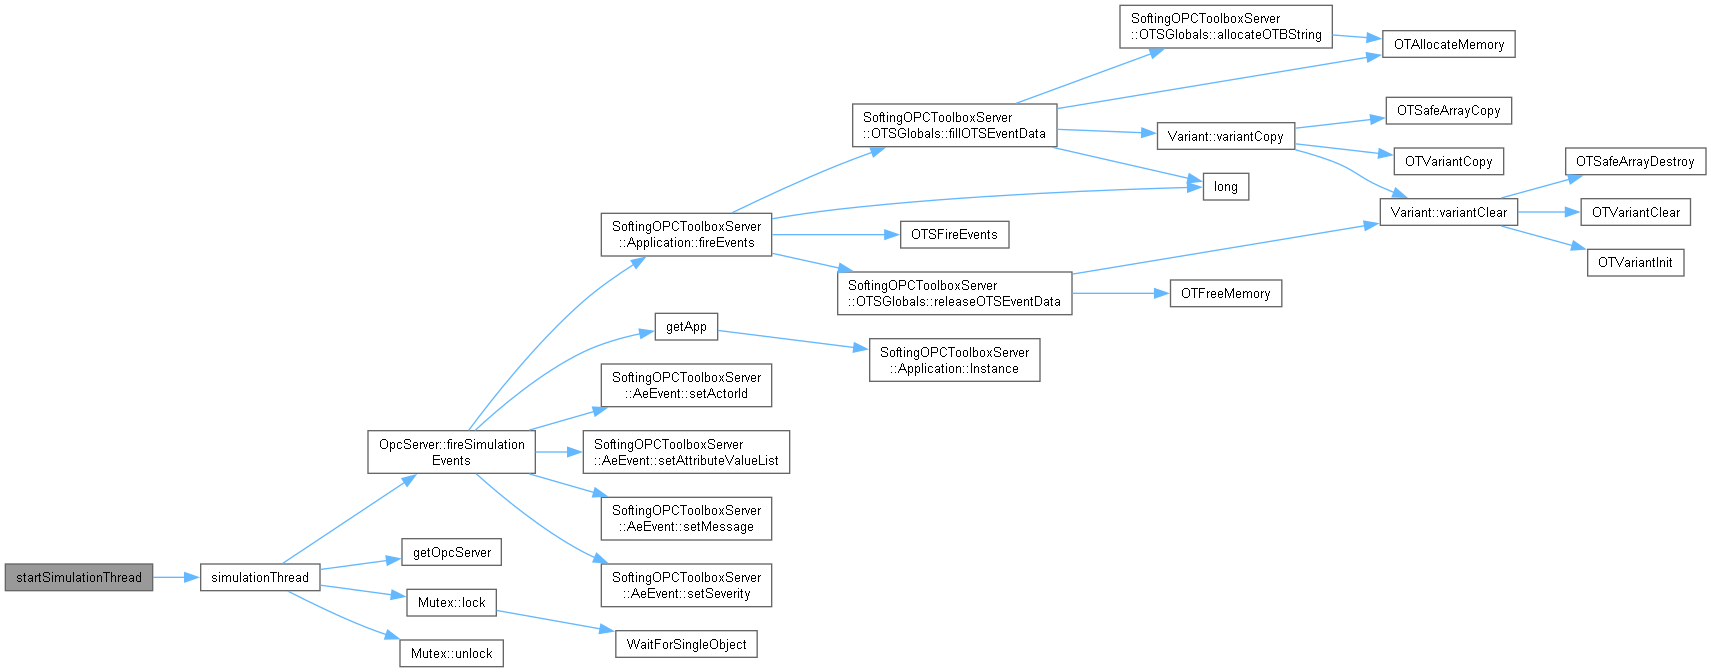 SoftingOPCToolboxServer
::OTSGlobals::allocateOTBString
OTAllocateMemory
SoftingOPCToolboxServer
::OTSGlobals::fillOTSEventData
Variant::variantCopy
OTSafeArrayCopy
OTVariantCopy
OTSafeArrayDestroy
long
Variant::variantClear
OTVariantClear
SoftingOPCToolboxServer
::Application::fireEvents
OTSFireEvents
OTVariantInit
SoftingOPCToolboxServer
::OTSGlobals::releaseOTSEventData
OTFreeMemory
getApp
SoftingOPCToolboxServer
::Application::Instance
SoftingOPCToolboxServer
::AeEvent::setActorId
OpcServer::fireSimulation
Events
SoftingOPCToolboxServer
::AeEvent::setAttributeValueList
SoftingOPCToolboxServer
::AeEvent::setMessage
getOpcServer
startSimulationThread
simulationThread
SoftingOPCToolboxServer
::AeEvent::setSeverity
Mutex::lock
WaitForSingleObject
Mutex::unlock